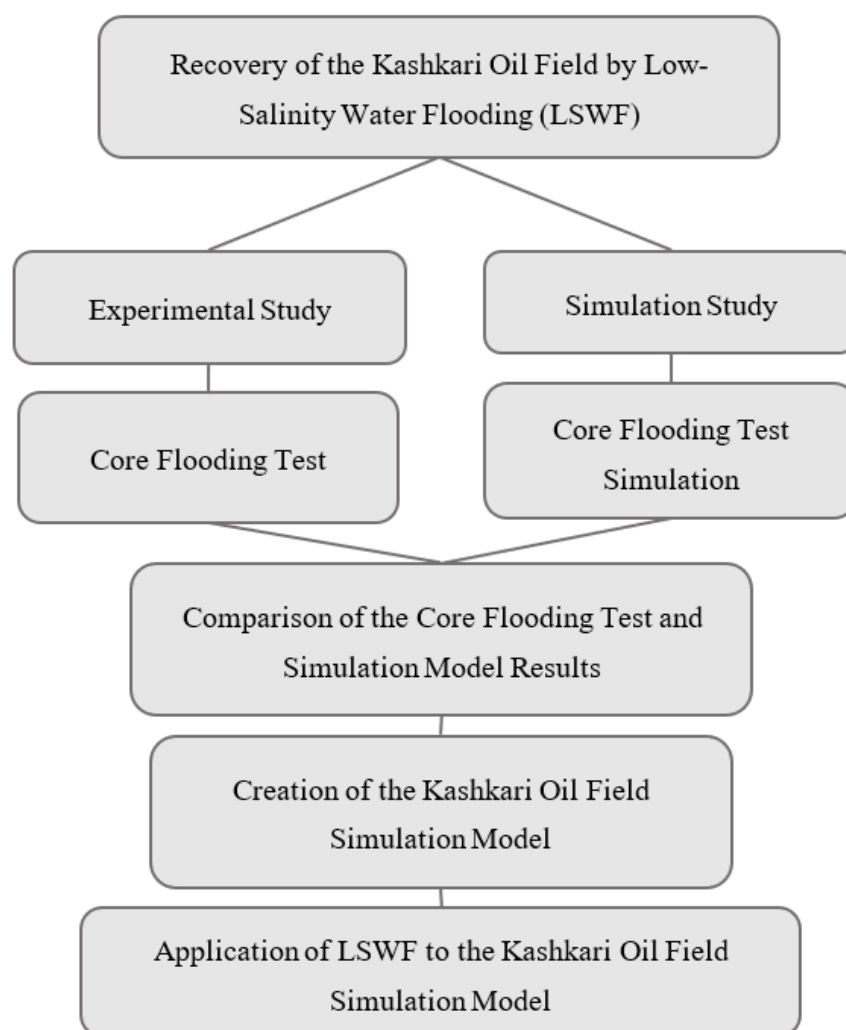 Recovery of the Kashkari Oil Field by Low-
Salinity Water Flooding (LSWF)
Experimental Study
Simulation Study
Core Flooding Test
Core Flooding Test
Simulation
Comparison of the Core Flooding Test and
Simulation Model Results
Creation of the Kashkari Oil Field
Simulation Model
Application of LSWF to the Kashkari Oil Field
Simulation Model